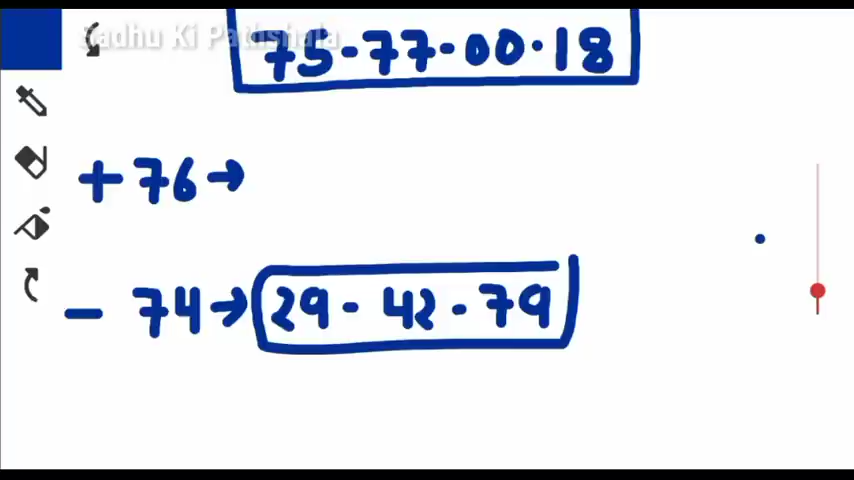 Sadhu Ki Pathshala
75-77-00·18
+76→
- 74→ 29 - 42 - 79